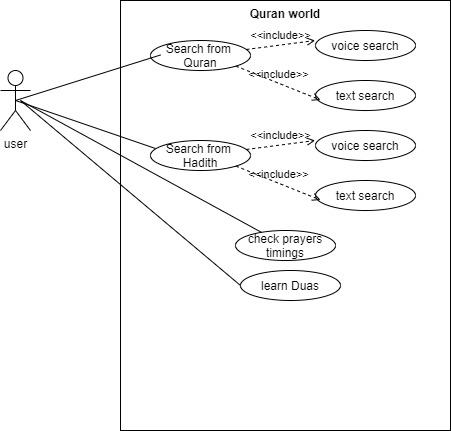 Quran world
Search from
Quran
<<include>>
voice search
<<include>>
text search
user
Search from
Hadith
<<include>>
voice search
<<include>>
text search
check prayers
timings
learn Duas